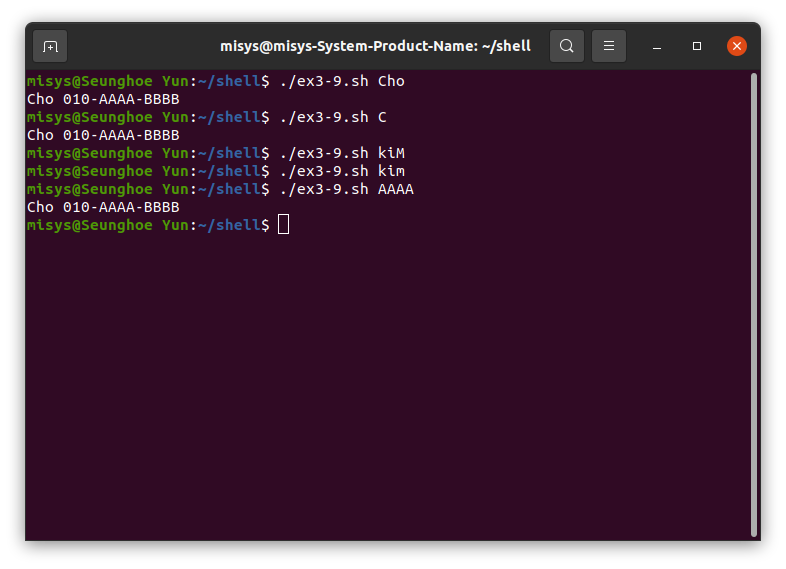 misys@misys-System-Product-Name: ~/shell
misys@Seunghoe Yun:~/shell$ ./ex3-9.sh Cho
Cho 010-AAAA-BBBB
misys@Seunghoe Yun:~/shell$ ./ex3-9.sh C
Cho 010-AAAA-BBBB
misys@Seunghoe Yun:~/shell$ ./ex3-9.sh kiM
misys@Seunghoe Yun:~/shell$ ./ex3-9.sh kim
misys@Seunghoe Yun:~/shell$ ./ex3-9.sh AAAA
Cho 010-AAAA-BBBB
misys@Seunghoe Yun:~/shell$